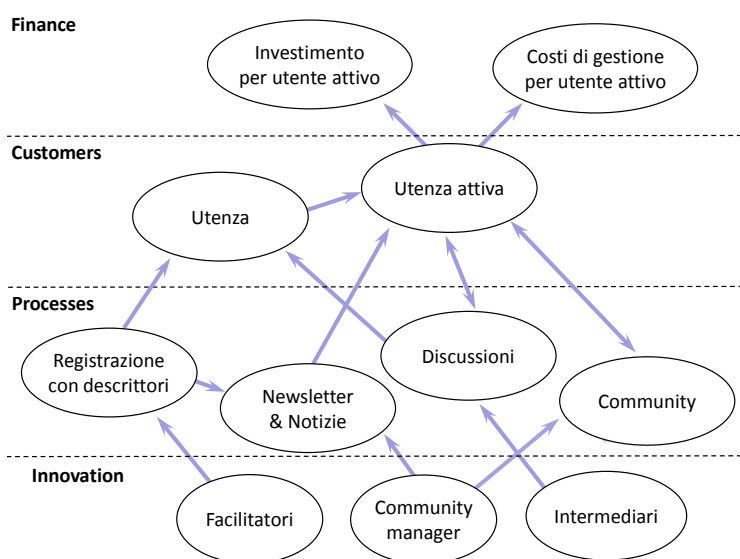 Finance
Investimento
per utente attivo
Costi di gestione
per utente attivo
Customers
Utenza attiva
Utenza
Processes
Registrazione
con descrittori
Discussioni
Newsletter
& Notizie
Community
Innovation
Facilitatori
Community
manager
Intermediari